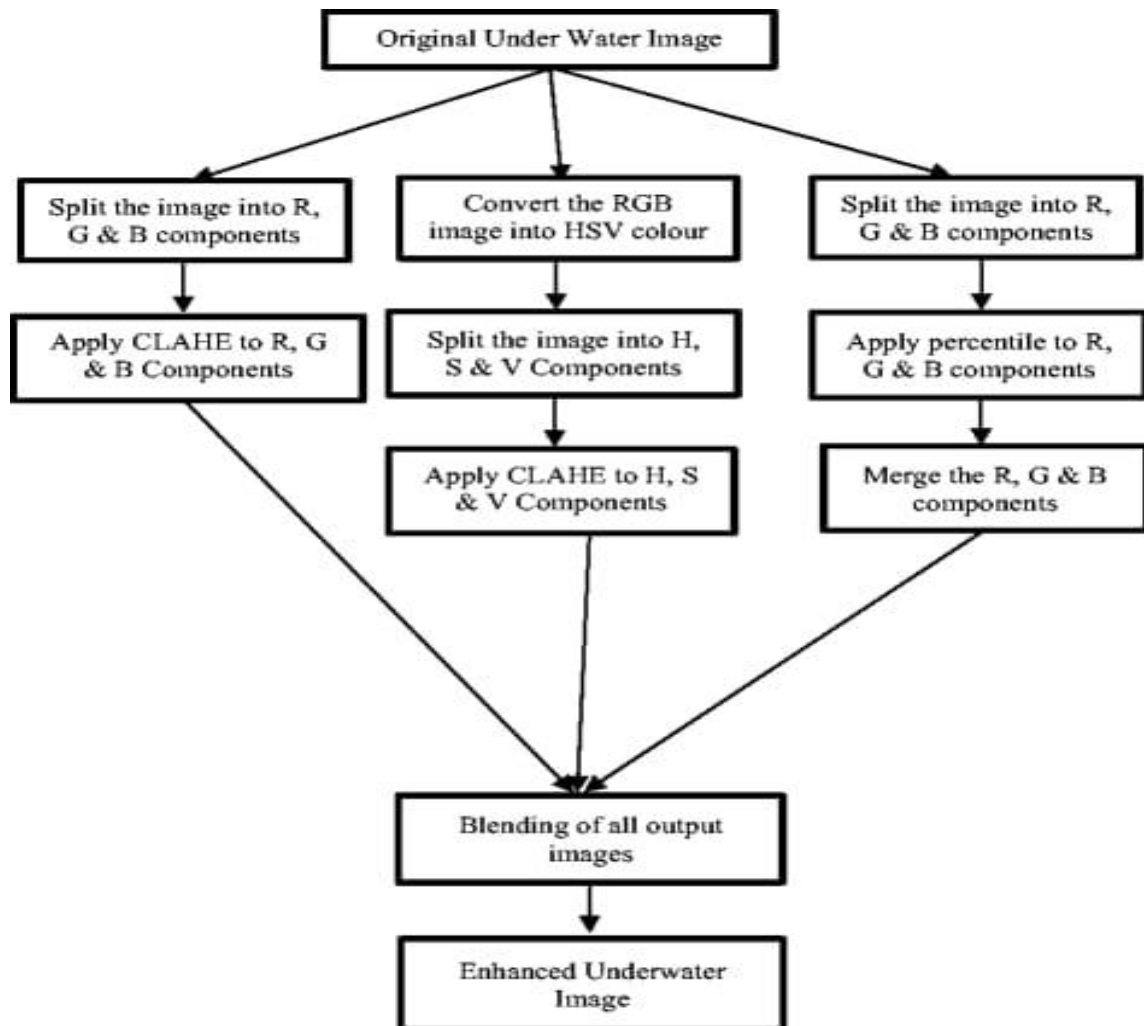 Original Under Water Image
Split the image into R,
G & B components
Convert the RGB
image into HSV colour
Split the image into R,
G & B components
Apply CLAHE to R, G
& B Components
Split the image into H,
S & V Components
Apply percentile to R,
G & B components
Apply CLAHE to H, S
& V Components
Merge the R, G & B
components
Blending of all output
images
Enhanced Underwater
Image